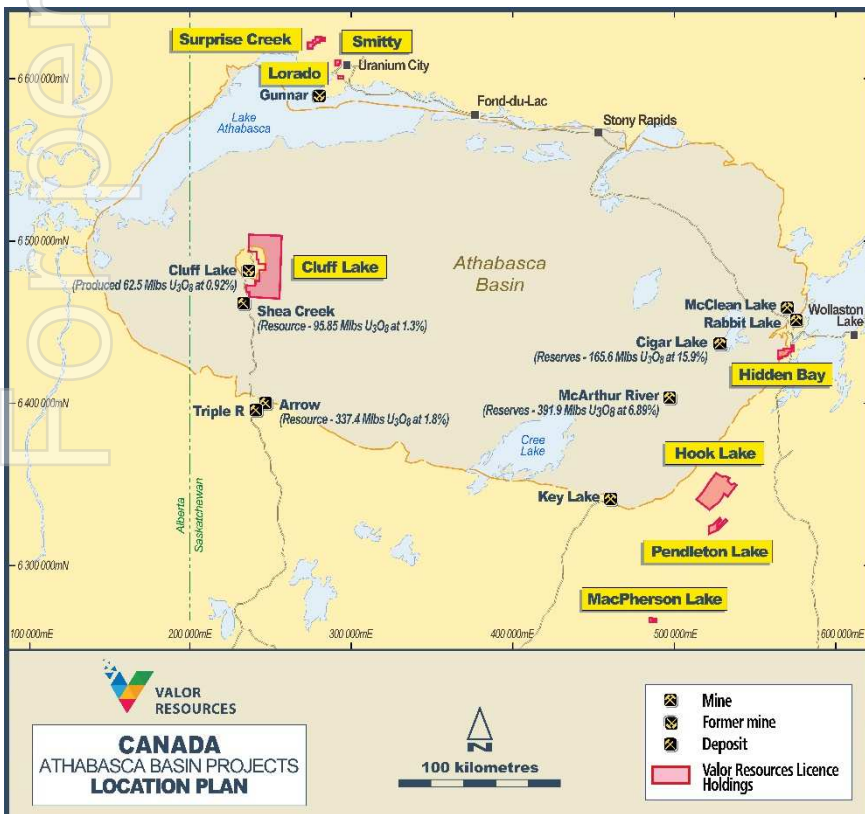 For per
Surprise Creek
Smitty
6 600 000mN
Lorado
Uranium City
Gunnar
Fond-du-Lac
Lake
Athabasca
Stony Rapids
6 500 000mN
Cluff Lake
(Produced 62.5 Mlbs U₃O₈ at 0.92%)
Cluff Lake
Athabasca
Basin
Shea Creek
(Resource - 95.85 Mlbs U₃O₈ at 1.3%)
McClean Lake
Rabbit Lake
Wollaston
Lake
Cigar Lake
(Reserves - 165.6 Mlbs U₃O₈ at 15.9%)
Hidden Bay
6 400 000mN
Triple R
Arrow
(Resource - 337.4 Mlbs U₃O₈ at 1.8%)
McArthur River
(Reserves - 391.9 Mlbs U₃O₈ at 6.89%)
Cree
Lake
Hook Lake
Key Lake
Alberta
Saskatchewan
Pendleton Lake
6 300 000mN
MacPherson Lake
100 000mE
200 000mE
300 000mE
400 000mE
500 000mE
600 000mE
VALOR
RESOURCES
CANADA
ATHABASCA BASIN PROJECTS
LOCATION PLAN
N
100 kilometres
Mine
Former mine
Deposit
Valor Resources Licence
Holdings